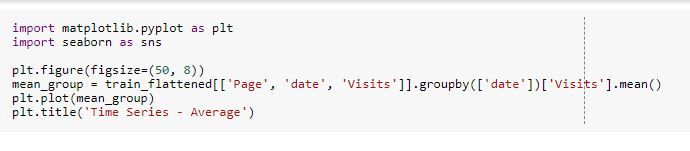 import matplotlib.pyplot as plt
import seaborn as sns
plt.figure(figsize=(50, 8))
mean_group = train_flattened[['Page', 'date', 'Visits']].groupby(['date'])['Visits'].mean()
plt.plot(mean_group)
plt.title('Time Series - Average')